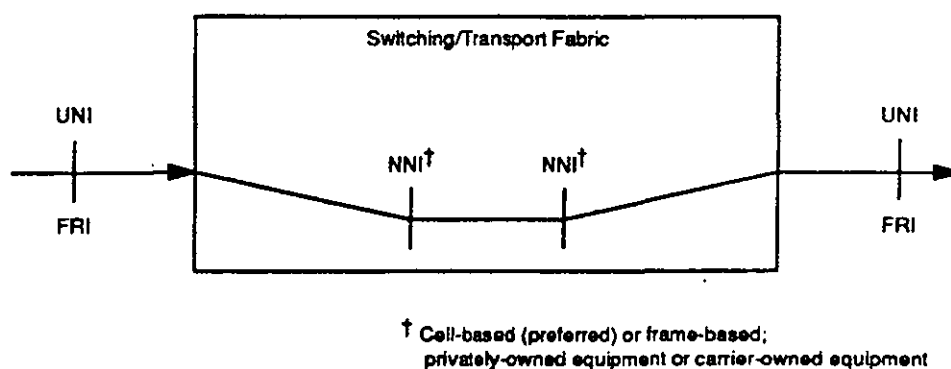 Switching/Transport Fabric
UNI
UNI
NNI†
NNI†
FRI
FRI
† Cell-based (preferred) or frame-based;
privately-owned equipment or carrier-owned equipment